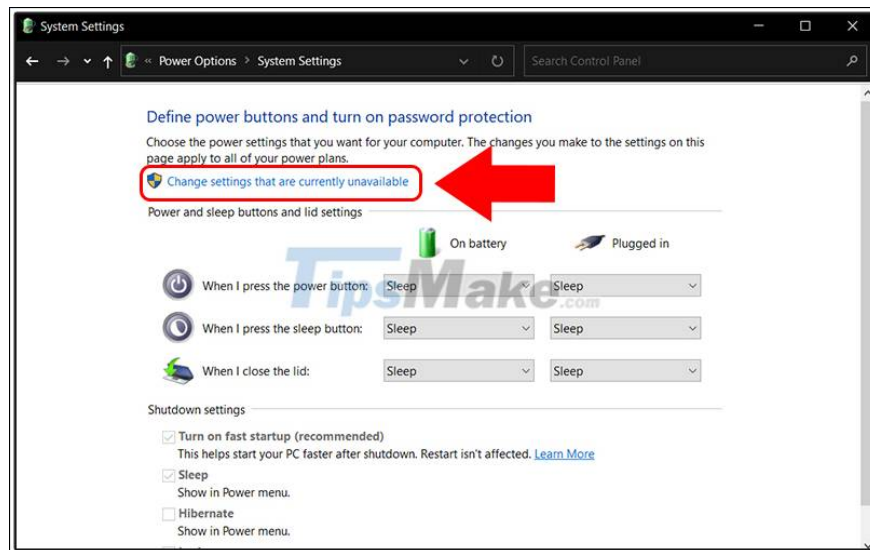 System Settings
« Power Options > System Settings
Search Control Panel
Define power buttons and turn on password protection
Choose the power settings that you want for your computer. The changes you make to the settings on this
page apply to all of your power plans.
Change settings that are currently unavailable
Power and sleep buttons and lid settings
On battery
Plugged in
TipsMake.com
When I press the power button: Sleep Sleep
When I press the sleep button: Sleep Sleep
When I close the lid: Sleep Sleep
Shutdown settings
Turn on fast startup (recommended)
This helps start your PC faster after shutdown. Restart isn't affected. Learn More
Sleep
Show in Power menu.
Hibernate
Show in Power menu.